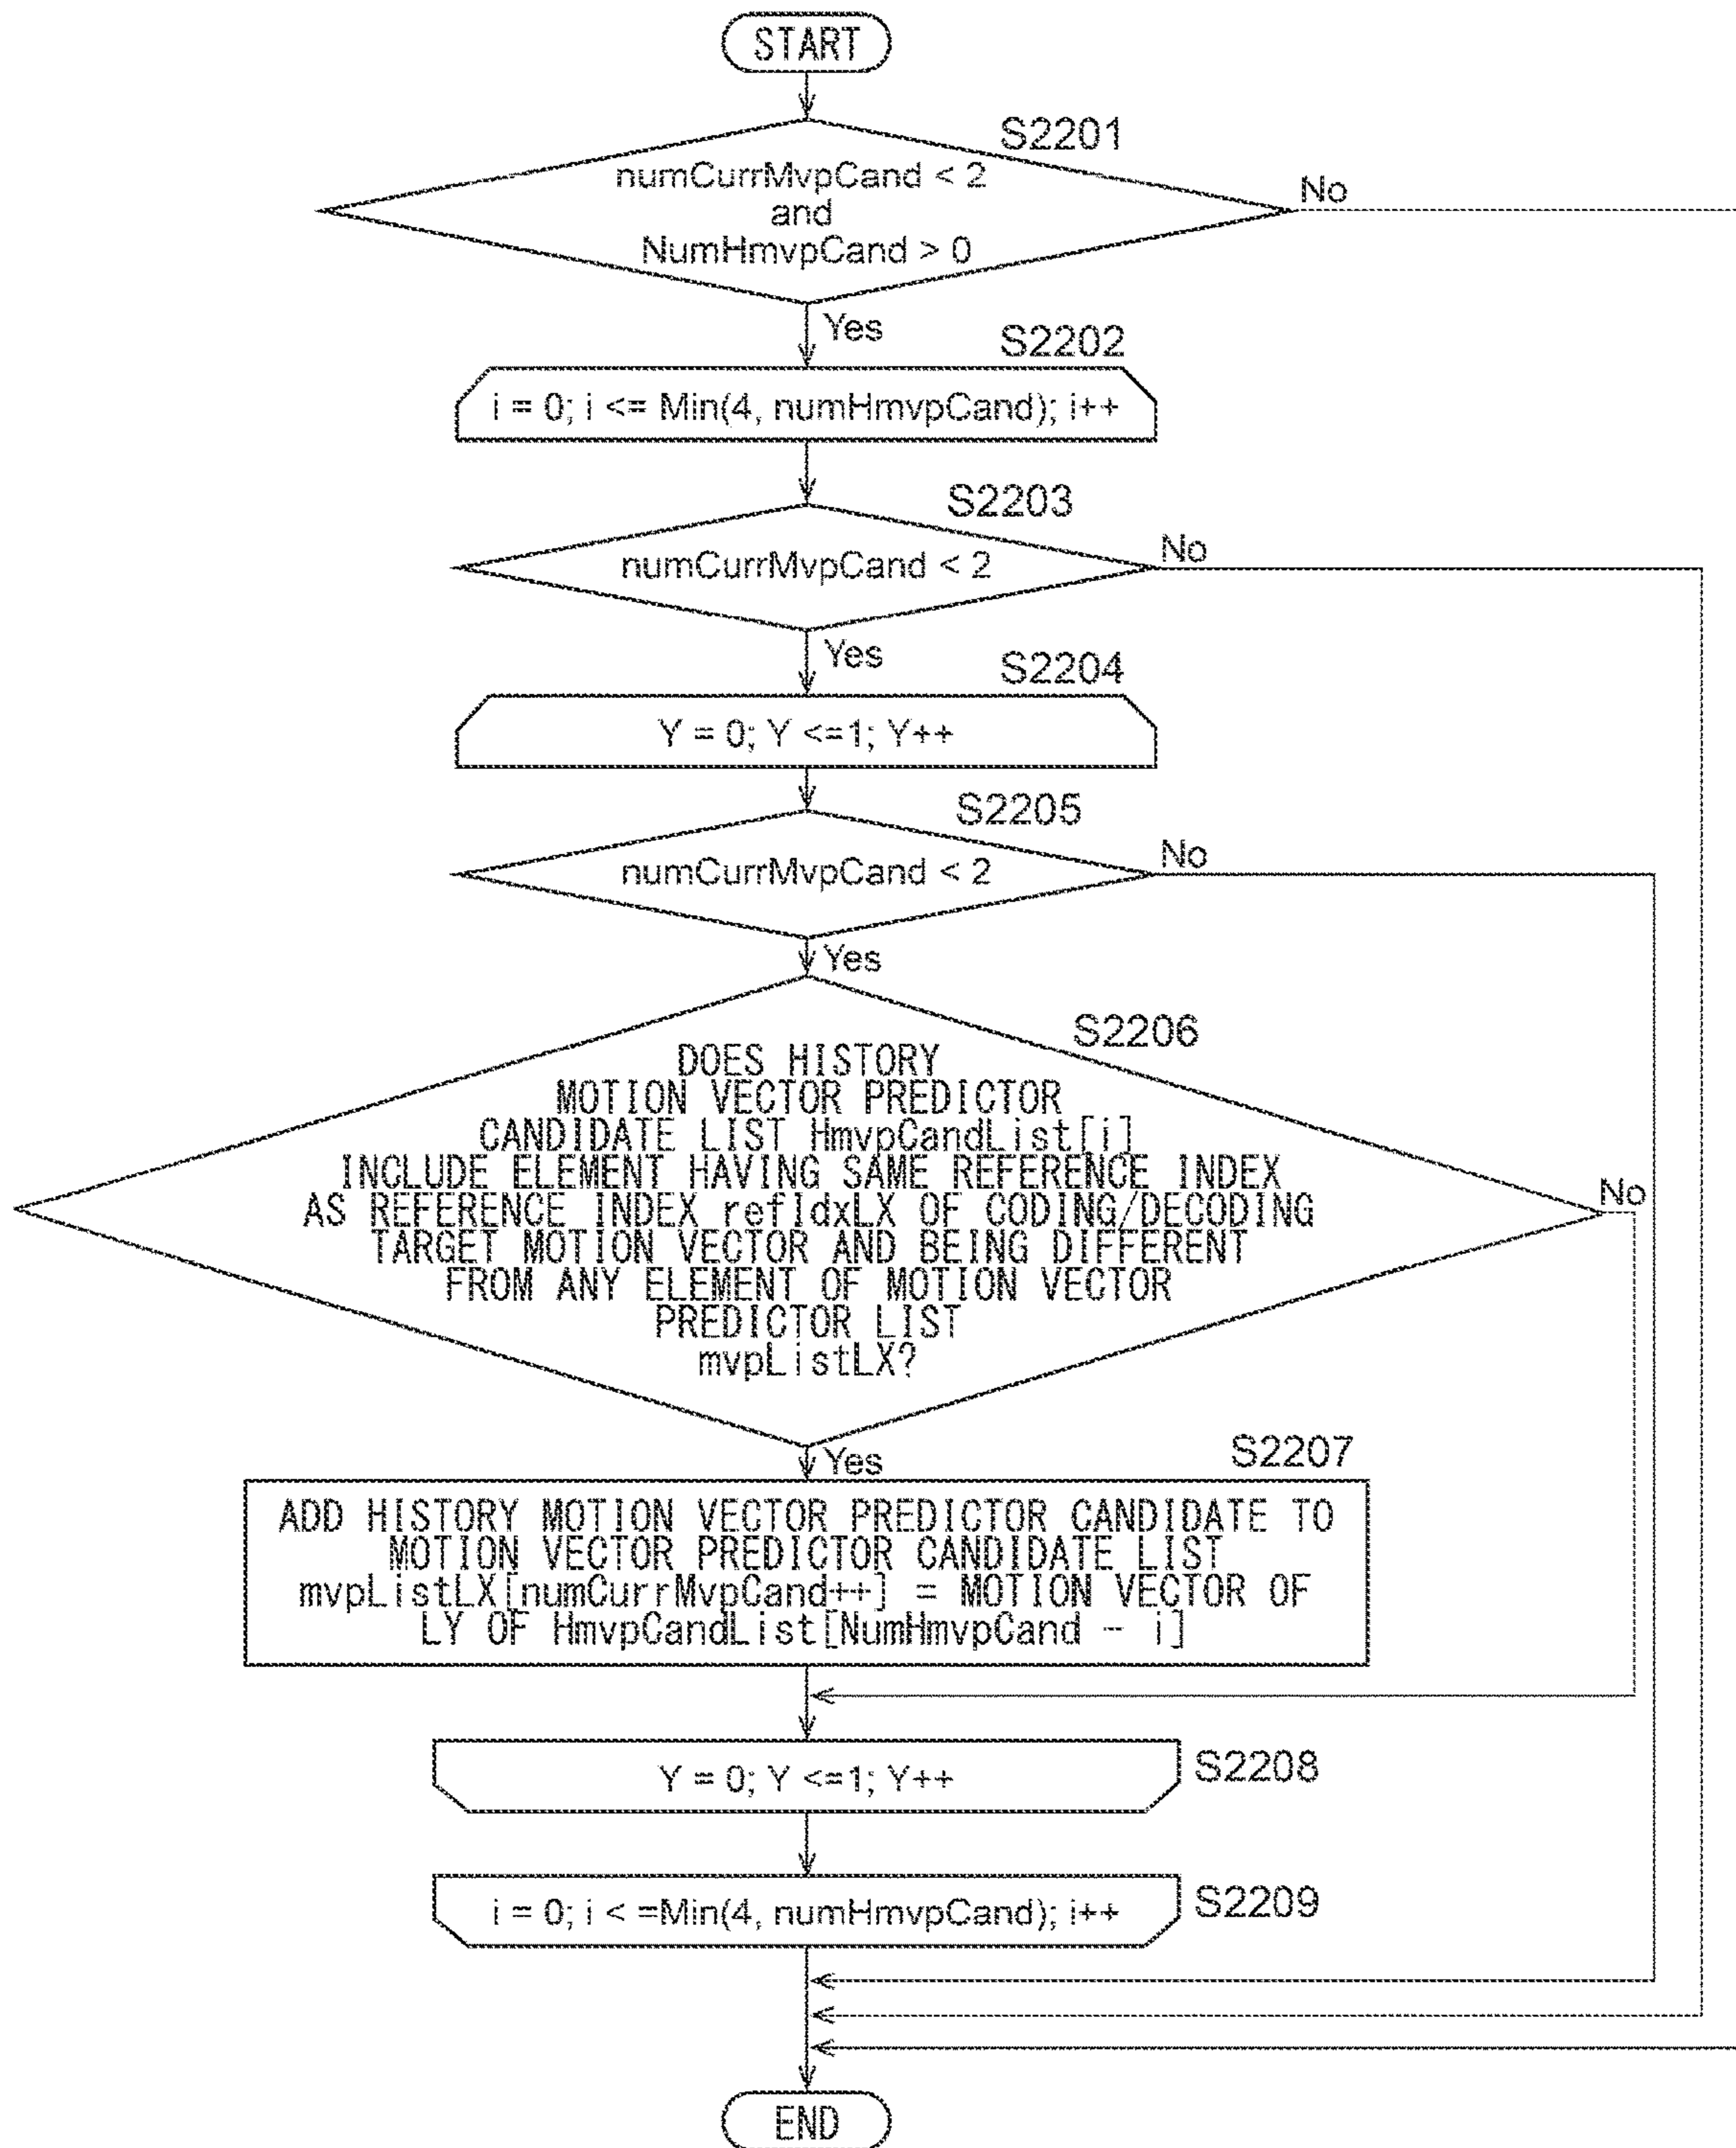 START
S2201
numCurrMvpCand < 2
and
NumHmvpCand > 0
No
Yes
S2202
i = 0; i <= Min(4, numHmvpCand); i++
S2203
numCurrMvpCand < 2
No
Yes
S2204
Y = 0; Y <=1; Y++
S2205
numCurrMvpCand < 2
No
Yes
S2206
DOES HISTORY
MOTION VECTOR PREDICTOR
CANDIDATE LIST HmvpCandList[i]
INCLUDE ELEMENT HAVING SAME REFERENCE INDEX
AS REFERENCE INDEX refIdxLX OF CODING/DECODING
TARGET MOTION VECTOR AND BEING DIFFERENT
FROM ANY ELEMENT OF MOTION VECTOR
PREDICTOR LIST
mvpListLX?
No
Yes
S2207
ADD HISTORY MOTION VECTOR PREDICTOR CANDIDATE TO
MOTION VECTOR PREDICTOR CANDIDATE LIST
mvpListLX[numCurrMvpCand++] = MOTION VECTOR OF
LY OF HmvpCandList[NumHmvpCand - i]
Y = 0; Y <=1; Y++
S2208
i = 0; i < =Min(4, numHmvpCand); i++
S2209
END